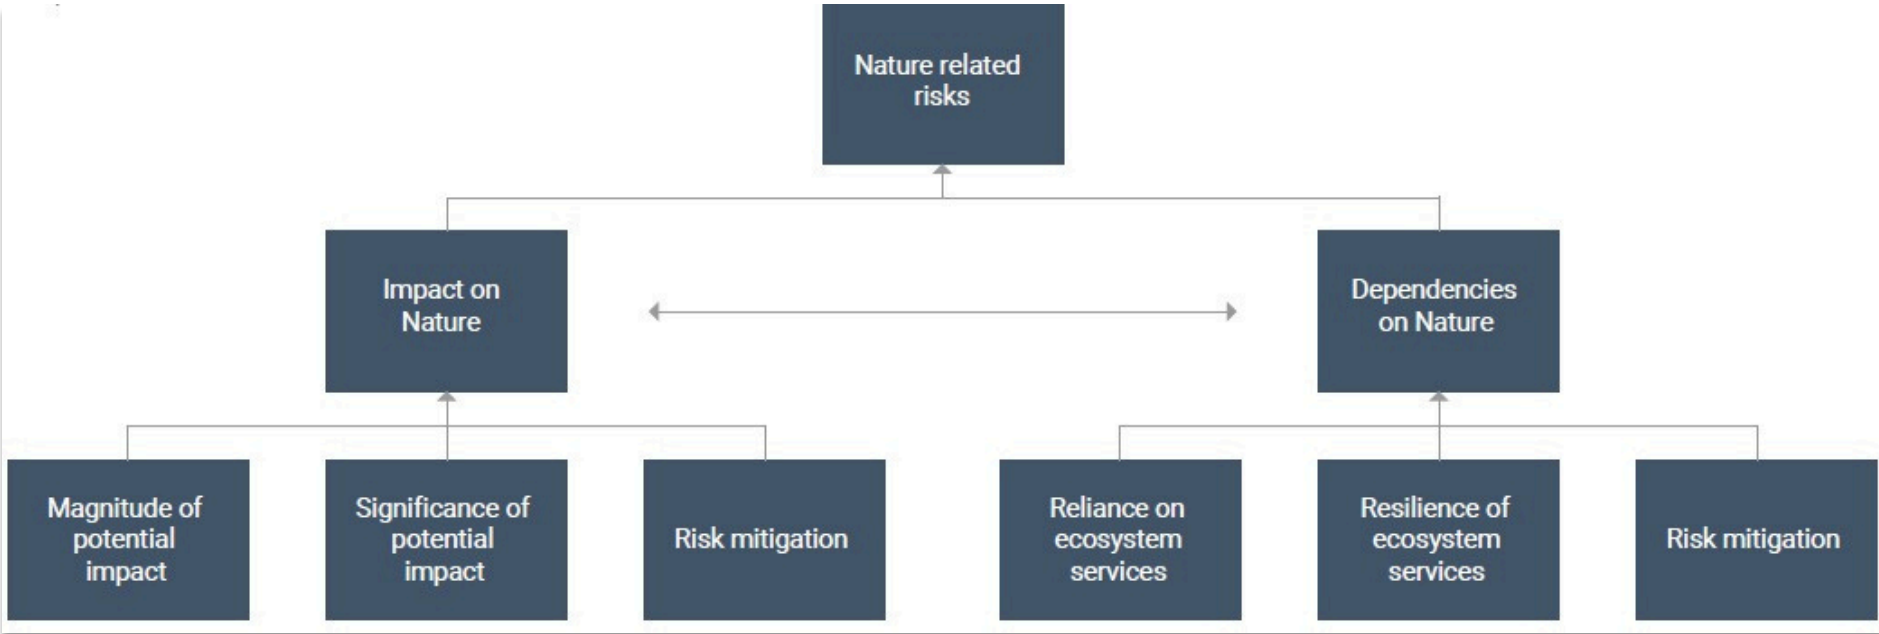 Nature related
risks
Impact on
Nature
Dependencies
on Nature
Magnitude of
potential
impact
Significance of
potential
impact
Risk mitigation
Reliance on
ecosystem
services
Resilience of
ecosystem
services
Risk mitigation